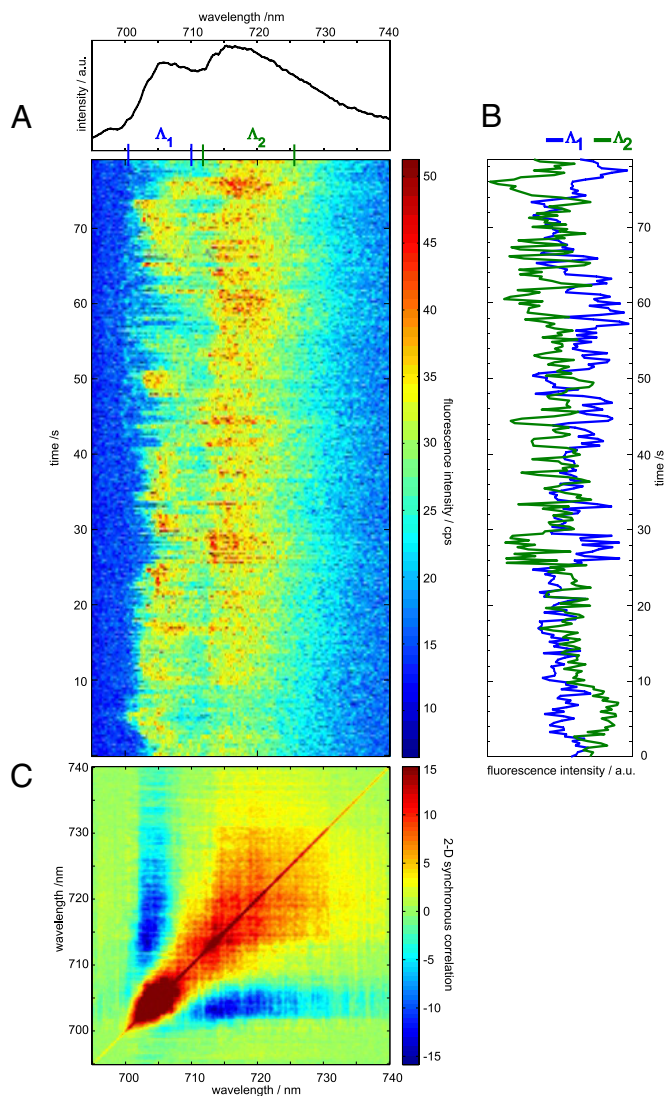 wavelength /nm
700 710 720 730 740
intensity / a.u.
A
Λ1
Λ2
B
Λ1 Λ2
70
60
50
40
30
20
10
time /s
50
45
40
35
30
25
20
15
10
fluorescence intensity / cps
70
60
50
40
30
20
10
0
time /s
fluorescence intensity / a.u.
C
740
730
720
710
700
wavelength /nm
700 710 720 730 740
wavelength / nm
15
10
5
0
-5
-10
-15
2-D synchronous correlation